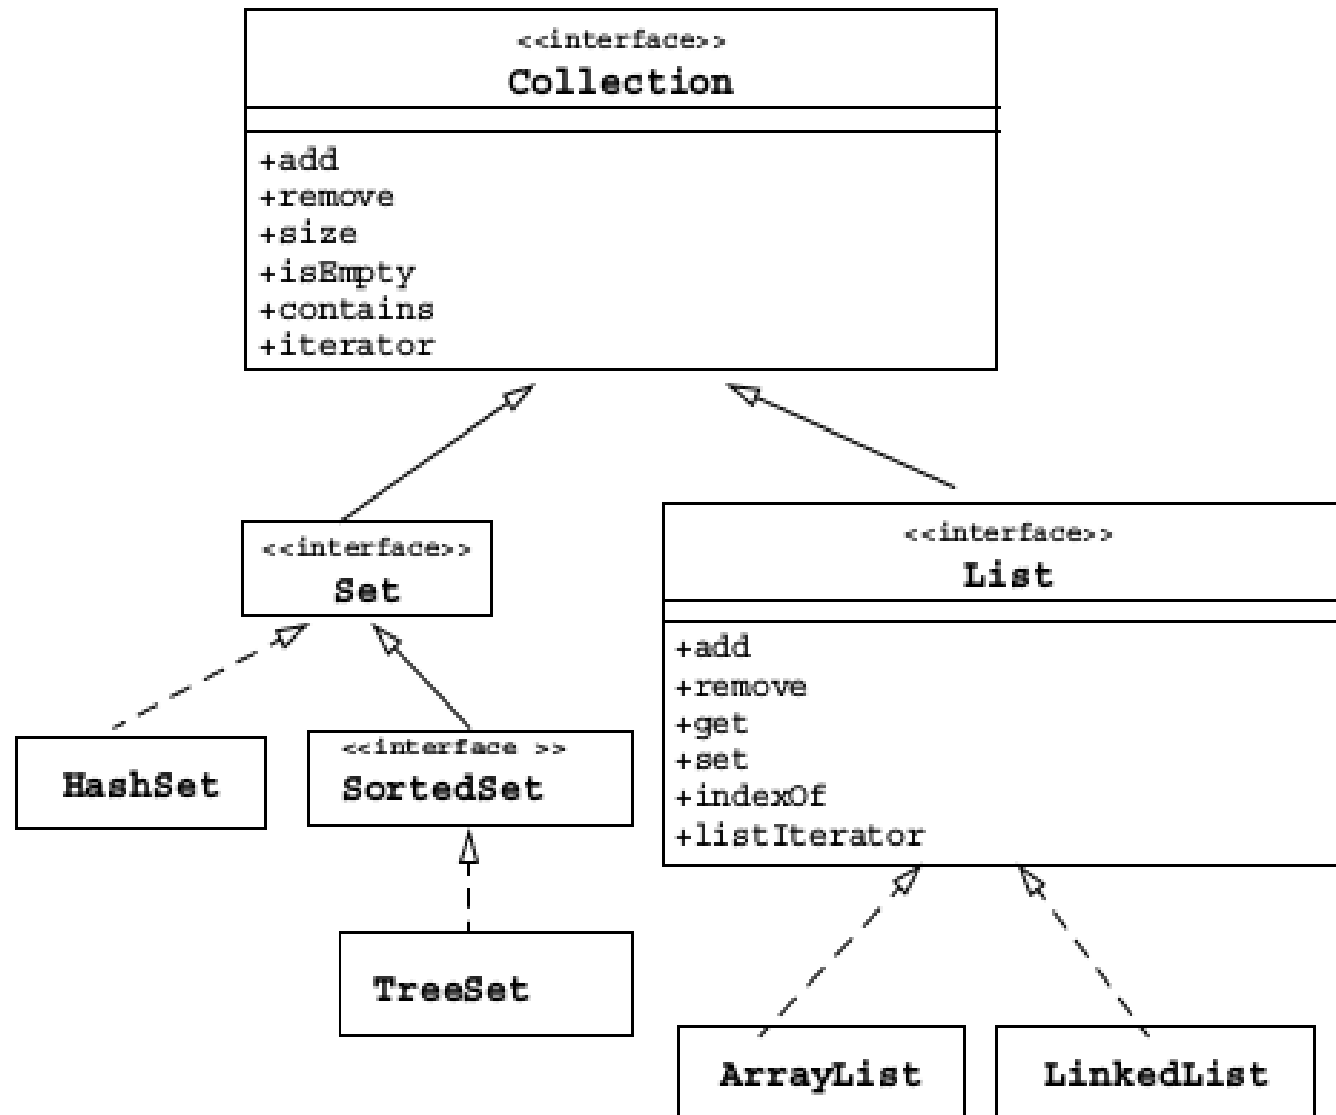 <<interface>>
Collection
+add
+remove
+size
+isEmpty
+contains
+iterator
<<interface>>
Set
<<interface>>
List
+add
+remove
+get
+set
+indexOf
+listIterator
HashSet
<<interface >>
SortedSet
TreeSet
ArrayList
LinkedList